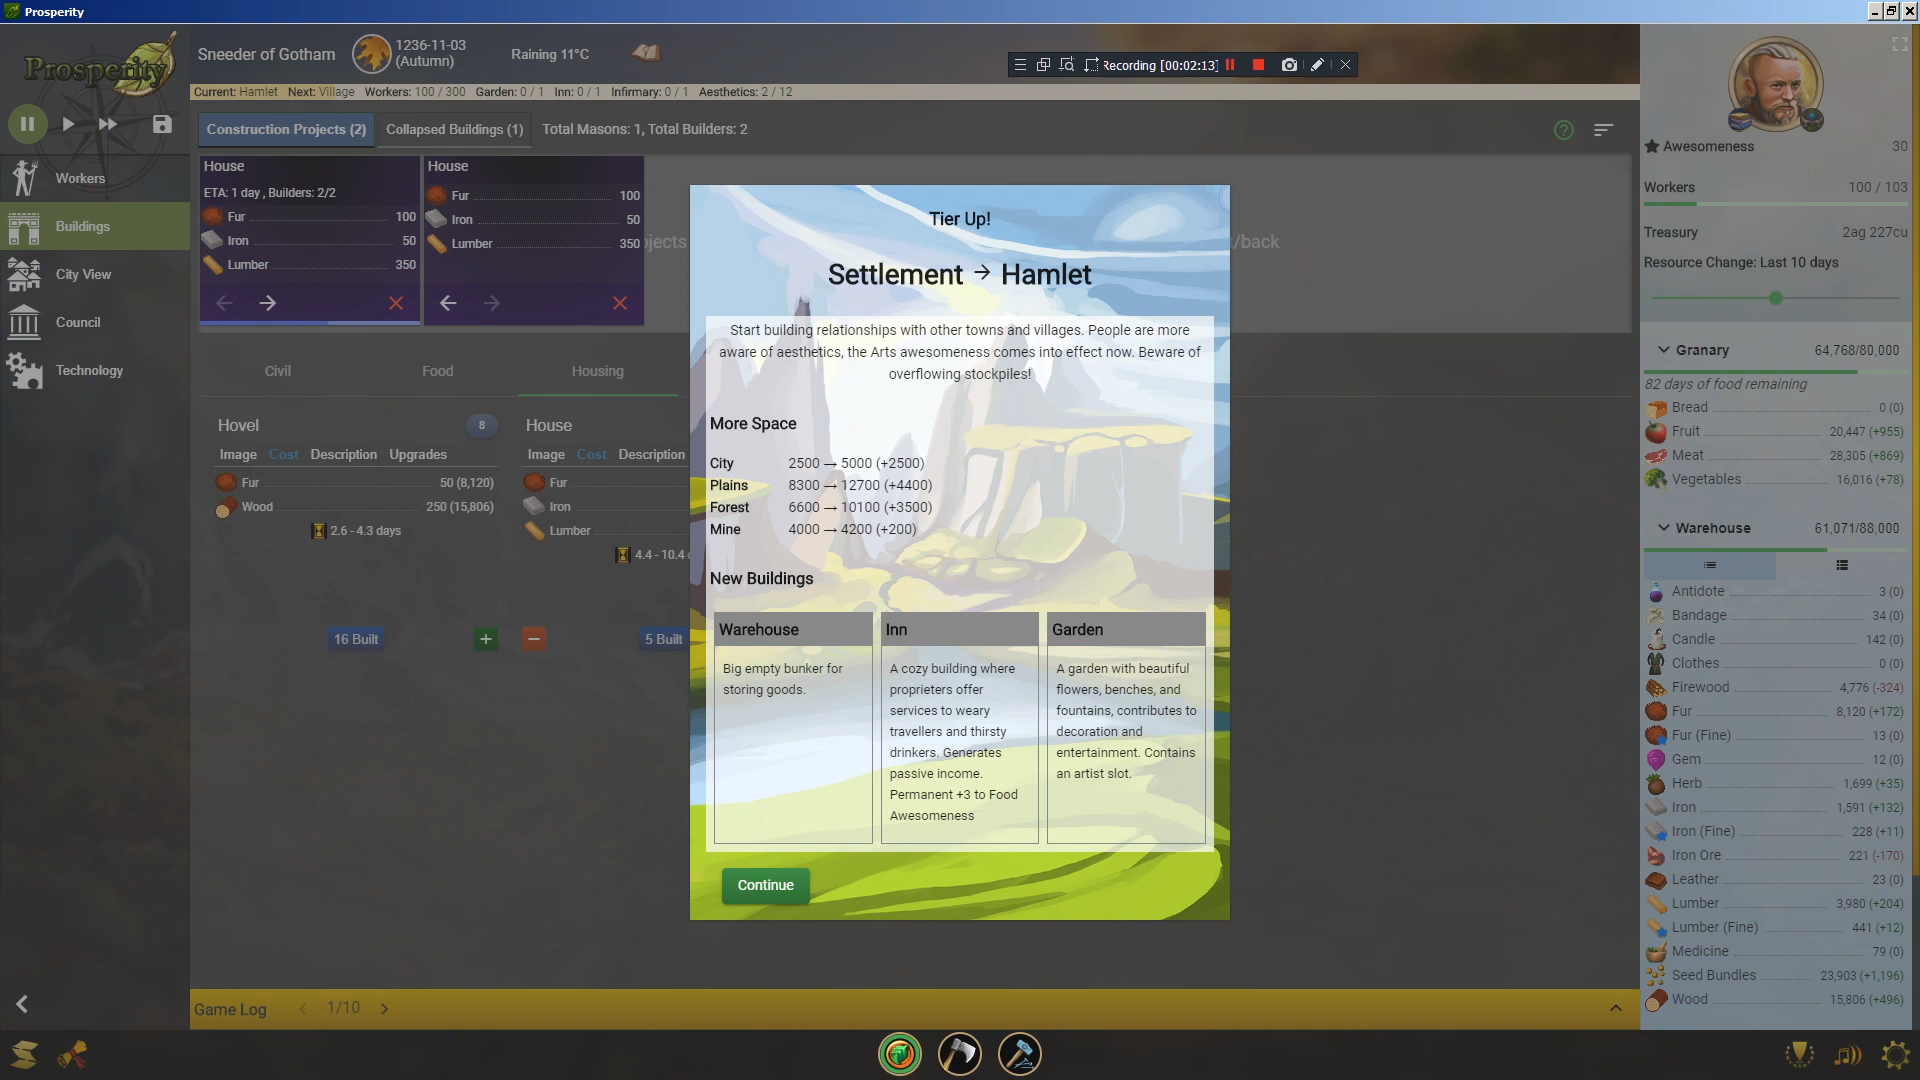 Prosperity
Prosperity
Sneeder of Gotham
1236-11-03
(Autumn)
Raining 11°C
Recording [00:02:13]
Current: Hamlet Next: Village Workers: 100 / 300 Garden: 0 / 1 Inn: 0 / 1 Infirmary: 0 / 1 Aesthetics: 2 / 12
Construction Projects (2)
Collapsed Buildings (1)
Total Masons: 1, Total Builders: 2
Workers
Buildings
City View
Council
Technology
House
ETA: 1 day , Builders: 2/2
Fur 100
Iron 50
Lumber 350
House
Fur 100
Iron 50
Lumber 350
/back
Civil
Food
Housing
Hovel
8
Image Cost Description Upgrades
Fur 50 (8,120)
Wood 250 (15,806)
2.6 - 4.3 days
16 Built
House
Image Cost Description
Fur
Iron
Lumber
4.4 - 10.4
5 Built
Tier Up!
Settlement → Hamlet
Start building relationships with other towns and villages. People are more
aware of aesthetics, the Arts awesomeness comes into effect now. Beware of
overflowing stockpiles!
More Space
City 2500 → 5000 (+2500)
Plains 8300 → 12700 (+4400)
Forest 6600 → 10100 (+3500)
Mine 4000 → 4200 (+200)
New Buildings
Warehouse
Big empty bunker for
storing goods.
Inn
A cozy building where
proprieters offer
services to weary
travellers and thirsty
drinkers. Generates
passive income.
Permanent +3 to Food
Awesomeness
Garden
A garden with beautiful
flowers, benches, and
fountains, contributes to
decoration and
entertainment. Contains
an artist slot.
Continue
Game Log
1/10
Awesomeness 30
Workers 100 / 103
Treasury 2ag 227cu
Resource Change: Last 10 days
Granary 64,768/80,000
82 days of food remaining
Bread 0 (0)
Fruit 20,447 (+955)
Meat 28,305 (+869)
Vegetables 16,016 (+78)
Warehouse 61,071/88,000
Antidote 3 (0)
Bandage 34 (0)
Candle 142 (0)
Clothes 0 (0)
Firewood 4,776 (-324)
Fur 8,120 (+172)
Fur (Fine) 13 (0)
Gem 12 (0)
Herb 1,699 (+35)
Iron 1,591 (+132)
Iron (Fine) 228 (+11)
Iron Ore 221 (-170)
Leather 23 (0)
Lumber 3,980 (+204)
Lumber (Fine) 441 (+12)
Medicine 79 (0)
Seed Bundles 23,903 (+1,196)
Wood 15,806 (+496)